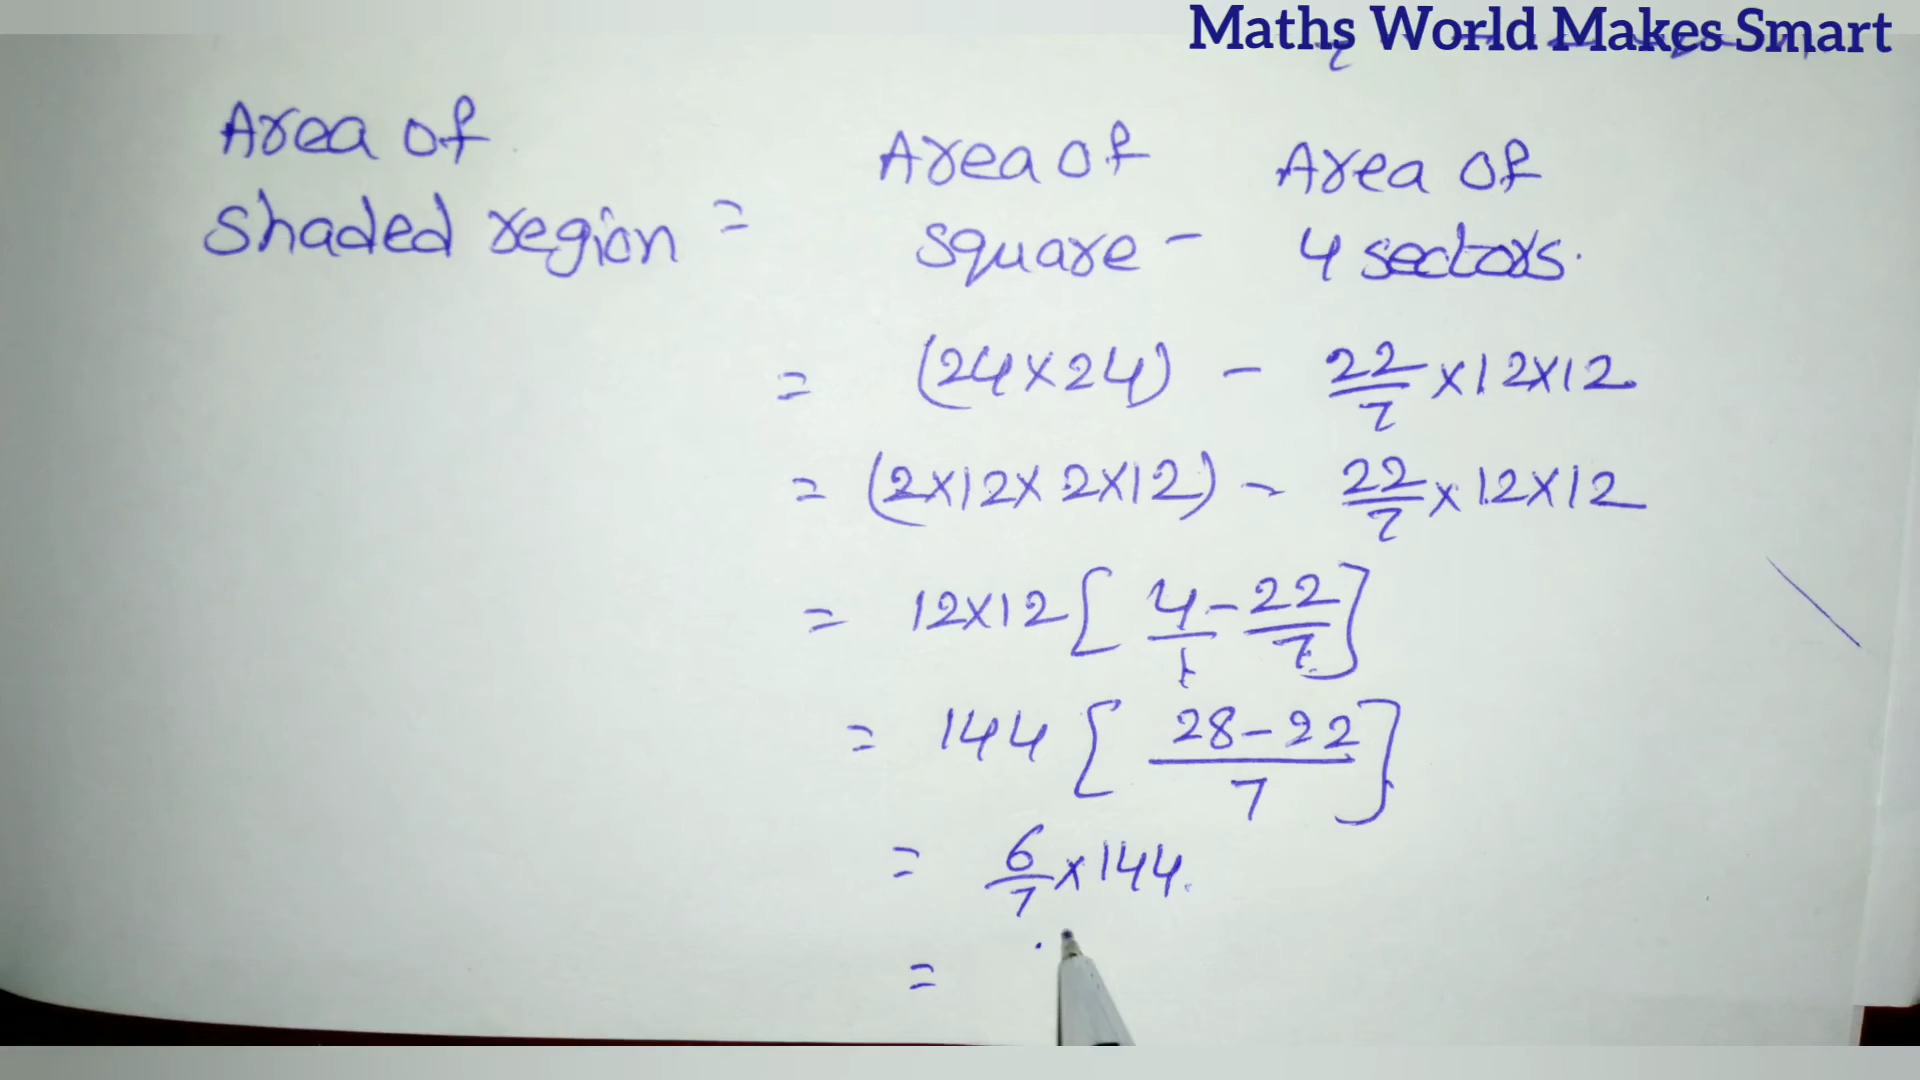 Maths World Makes Smart
Area of
shaded region = Area of square - Area of 4 sectors.
= (24×24) - 22/7 ×12×12
= (2×12×2×12) - 22/7 ×12×12
= 12×12[4/1 - 22/7]
= 144[28-22/7]
= 6/7 ×144.
=